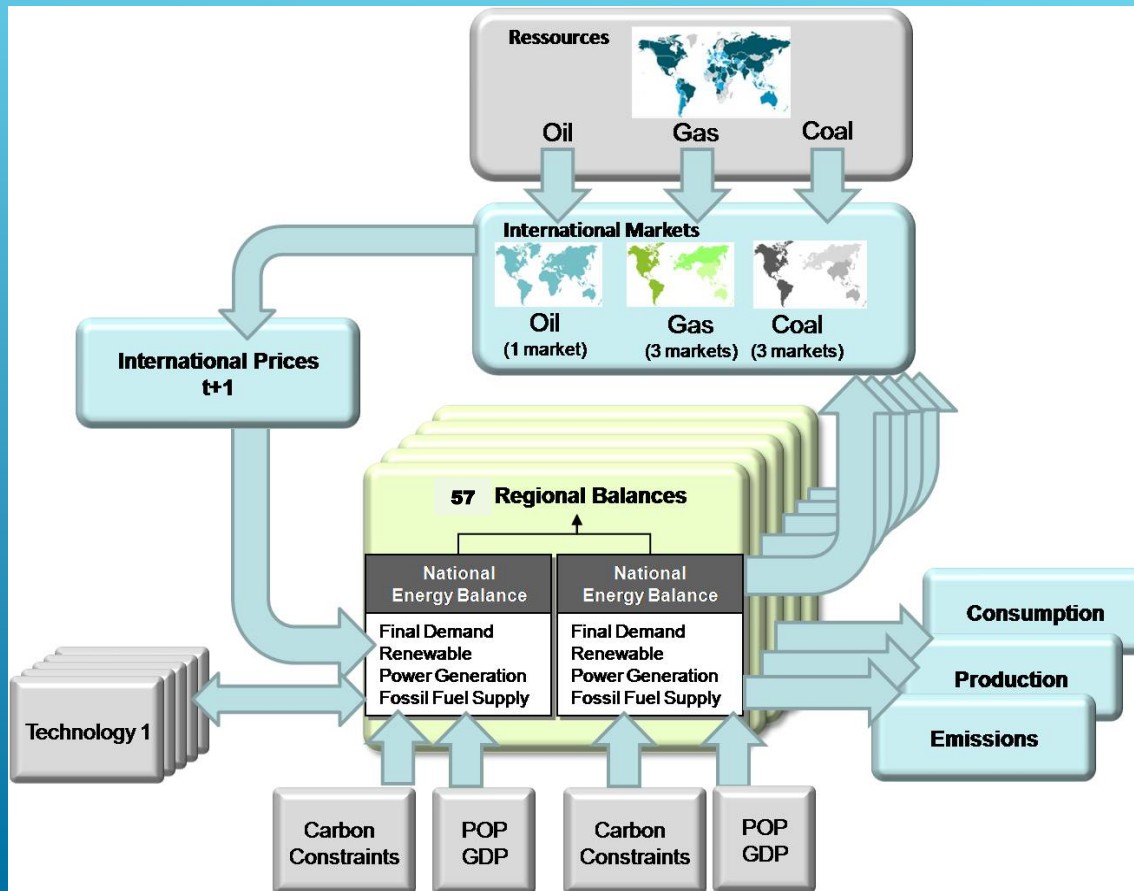 Ressources
Oil
Gas
Coal
International Markets
Oil
(1 market)
Gas
(3 markets)
Coal
(3 markets)
International Prices
t+1
57 Regional Balances
National
Energy Balance
Final Demand
Renewable
Power Generation
Fossil Fuel Supply
National
Energy Balance
Final Demand
Renewable
Power Generation
Fossil Fuel Supply
Consumption
Production
Emissions
Technology 1
Carbon
Constraints
POP
GDP
Carbon
Constraints
POP
GDP